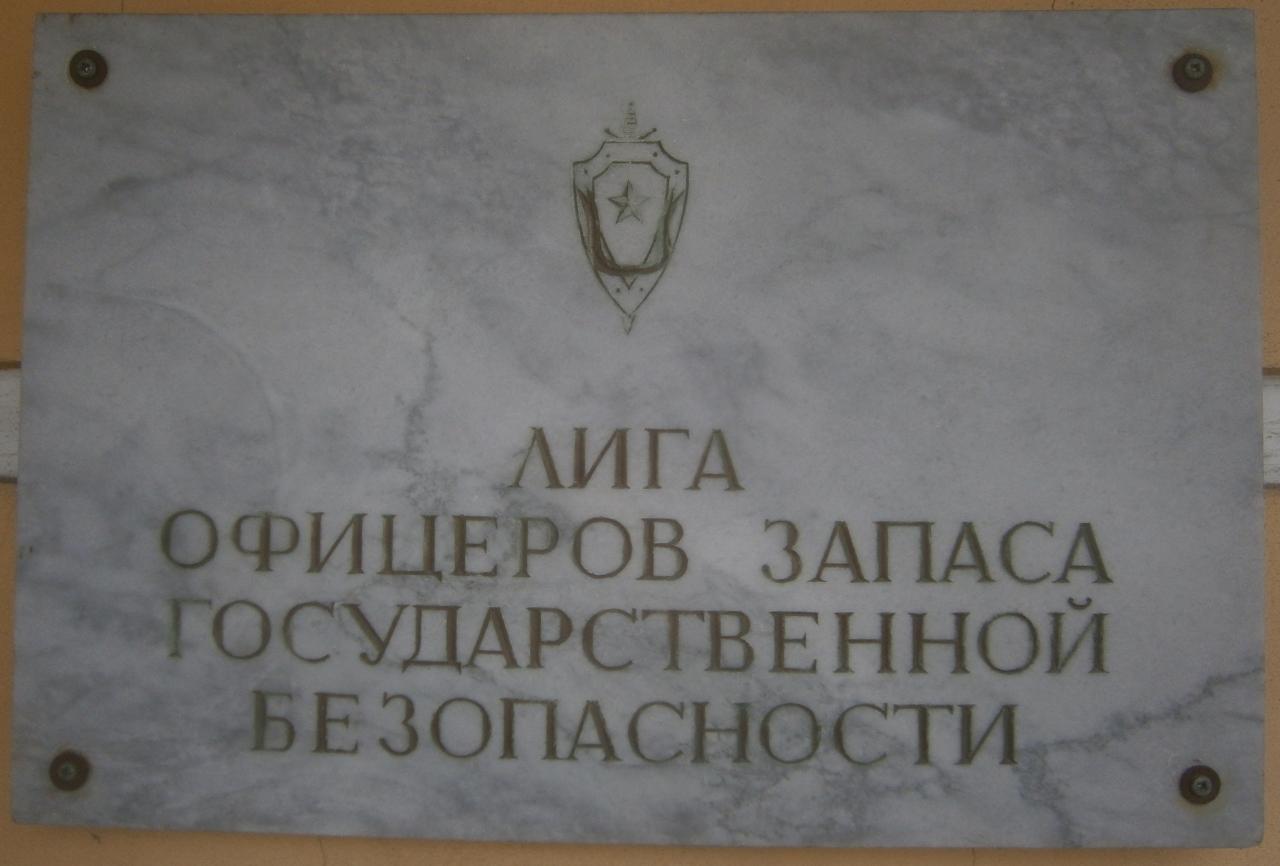 ЛИГА
ОФИЦЕРОВ ЗАПАСА
ГОСУДАРСТВЕННОЙ
БЕЗОПАСНОСТИ